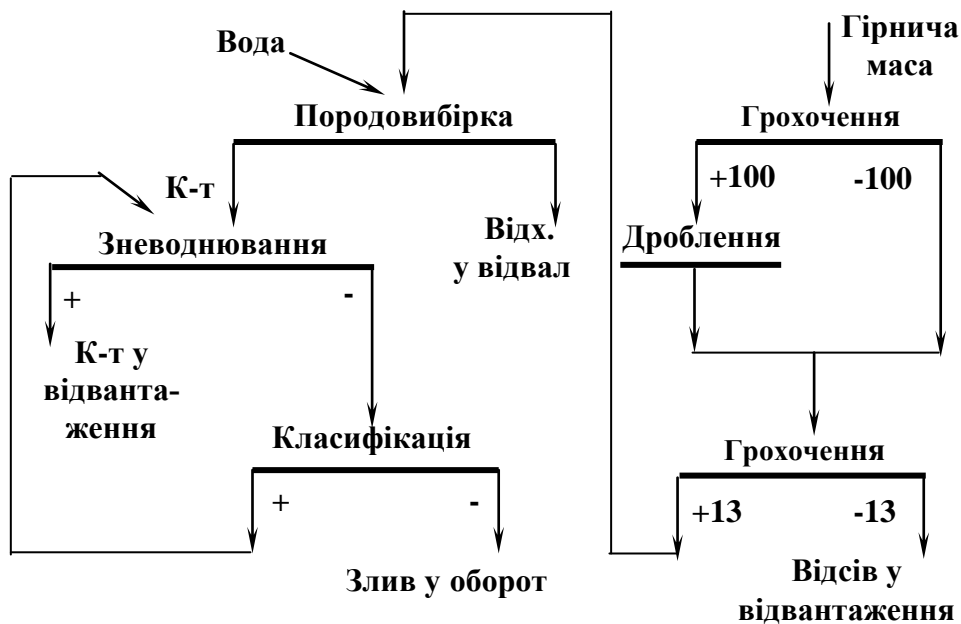 Вода
Гірнича
маса
Породовибірка
Грохочення
К-т
+100
-100
Зневоднювання
Відх.
у відвал
Дроблення
+
-
К-т у
відванта-
ження
Класифікація
Грохочення
+
-
+13
-13
Злив у оборот
Відсів у
відвантаження